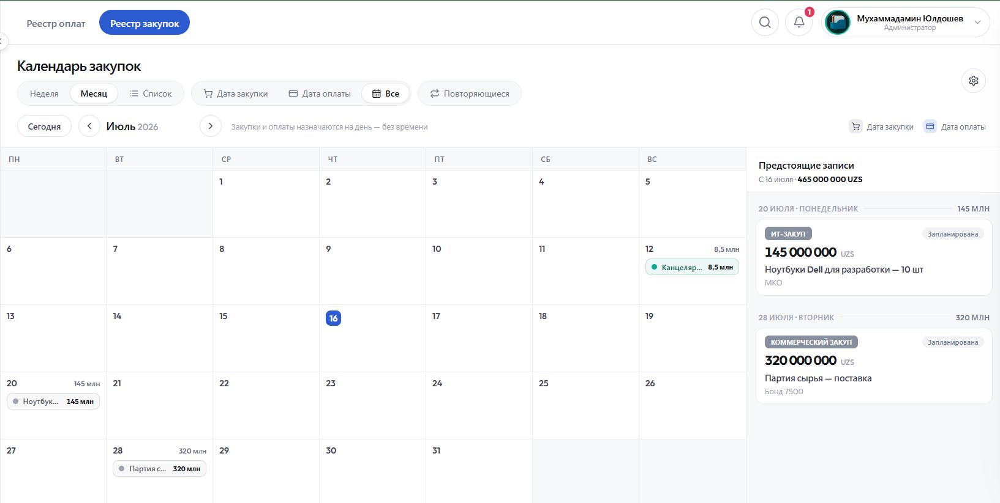 Реестр оплат
Реестр закупок
1
Мухаммадамин Юлдошев
Администратор
Календарь закупок
Неделя
Месяц
Список
Дата закупки
Дата оплаты
Все
Повторяющиеся
Сегодня
Июль 2026
Закупки и оплаты назначаются на день — без времени
Дата закупки
Дата оплаты
ПН ВТ СР ЧТ ПТ СБ ВС
1 2 3 4 5
6 7 8 9 10 11 12 8,5 млн
Канцеляр... 8,5 млн
13 14 15 16 17 18 19
20 145 млн 21 22 23 24 25 26
Ноутбук... 145 млн
27 28 320 млн 29 30 31
Партия с... 320 млн
Предстоящие записи
С 16 июля · 465 000 000 UZS
20 ИЮЛЯ · ПОНЕДЕЛЬНИК 145 МЛН
ИТ-ЗАКУП Запланирована
145 000 000 UZS
Ноутбуки Dell для разработки — 10 шт
МКО
28 ИЮЛЯ · ВТОРНИК 320 МЛН
КОММЕРЧЕСКИЙ ЗАКУП Запланирована
320 000 000 UZS
Партия сырья — поставка
Бонд 7500